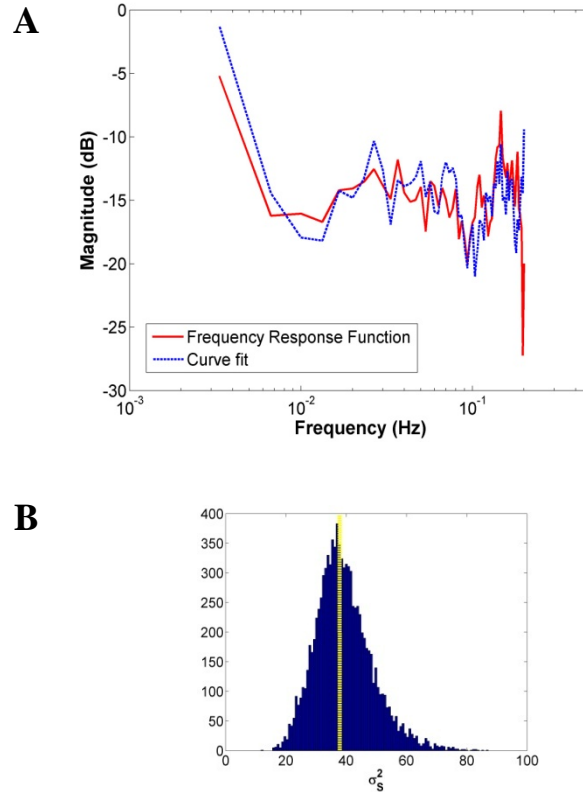 A
0
-5
-10
-15
-20
-25
-30
Magnitude (dB)
Frequency Response Function
Curve fit
10^-3
10^-2
10^-1
Frequency (Hz)
B
400
350
300
250
200
150
100
50
0
0 20 40 60 80 100
σ_S^2